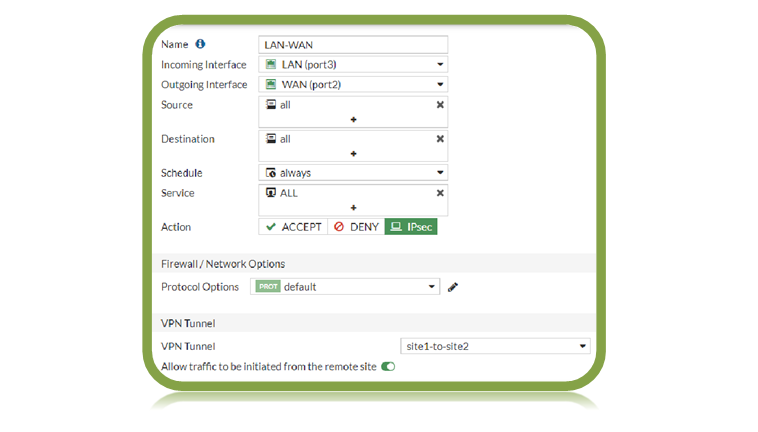 Name LAN-WAN
Incoming Interface LAN (port3)
Outgoing Interface WAN (port2)
Source all
+
Destination all
+
Schedule always
Service ALL
+
Action ACCEPT DENY IPsec
Firewall / Network Options
Protocol Options PROT default
VPN Tunnel
VPN Tunnel site1-to-site2
Allow traffic to be initiated from the remote site